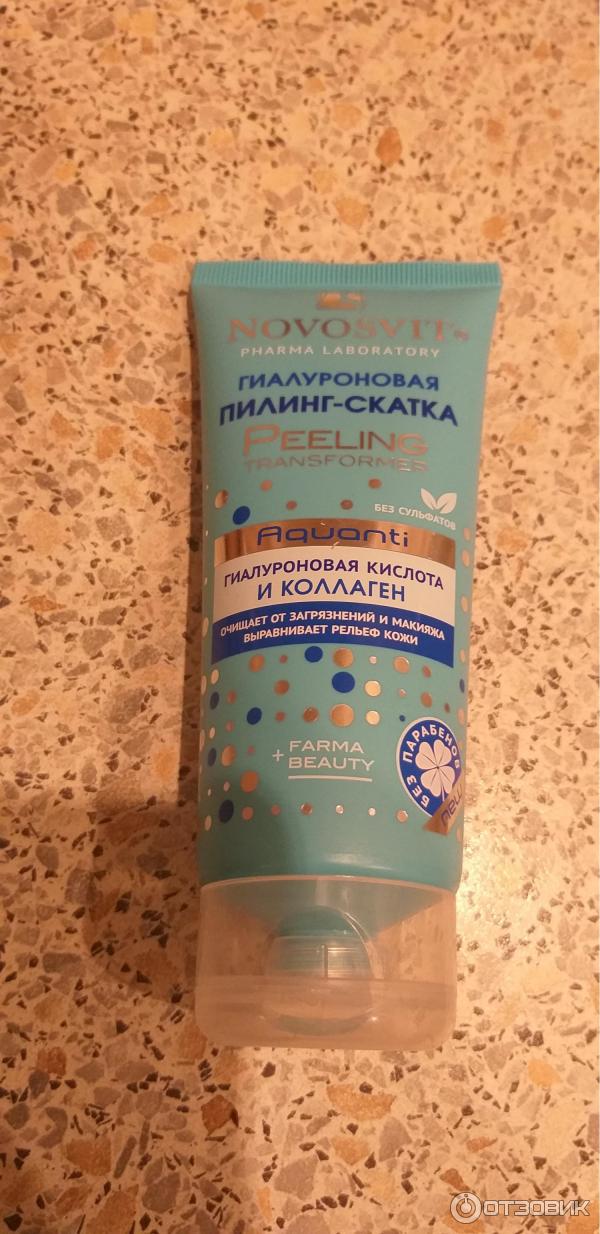 NOVOSVIT®
PHARMA LABORATORY
ГИАЛУРОНОВАЯ
ПИЛИНГ-СКАТКА
PEELING
TRANSFORMER
БЕЗ СУЛЬФАТОВ
Aquanti
ГИАЛУРОНОВАЯ КИСЛОТА
И КОЛЛАГЕН
ОЧИЩАЕТ ОТ ЗАГРЯЗНЕНИЙ И МАКИЯЖА
ВЫРАВНИВАЕТ РЕЛЬЕФ КОЖИ
+ FARMA
BEAUTY
БЕЗ ПАРАБЕНОВ
new
ОТЗОВИК